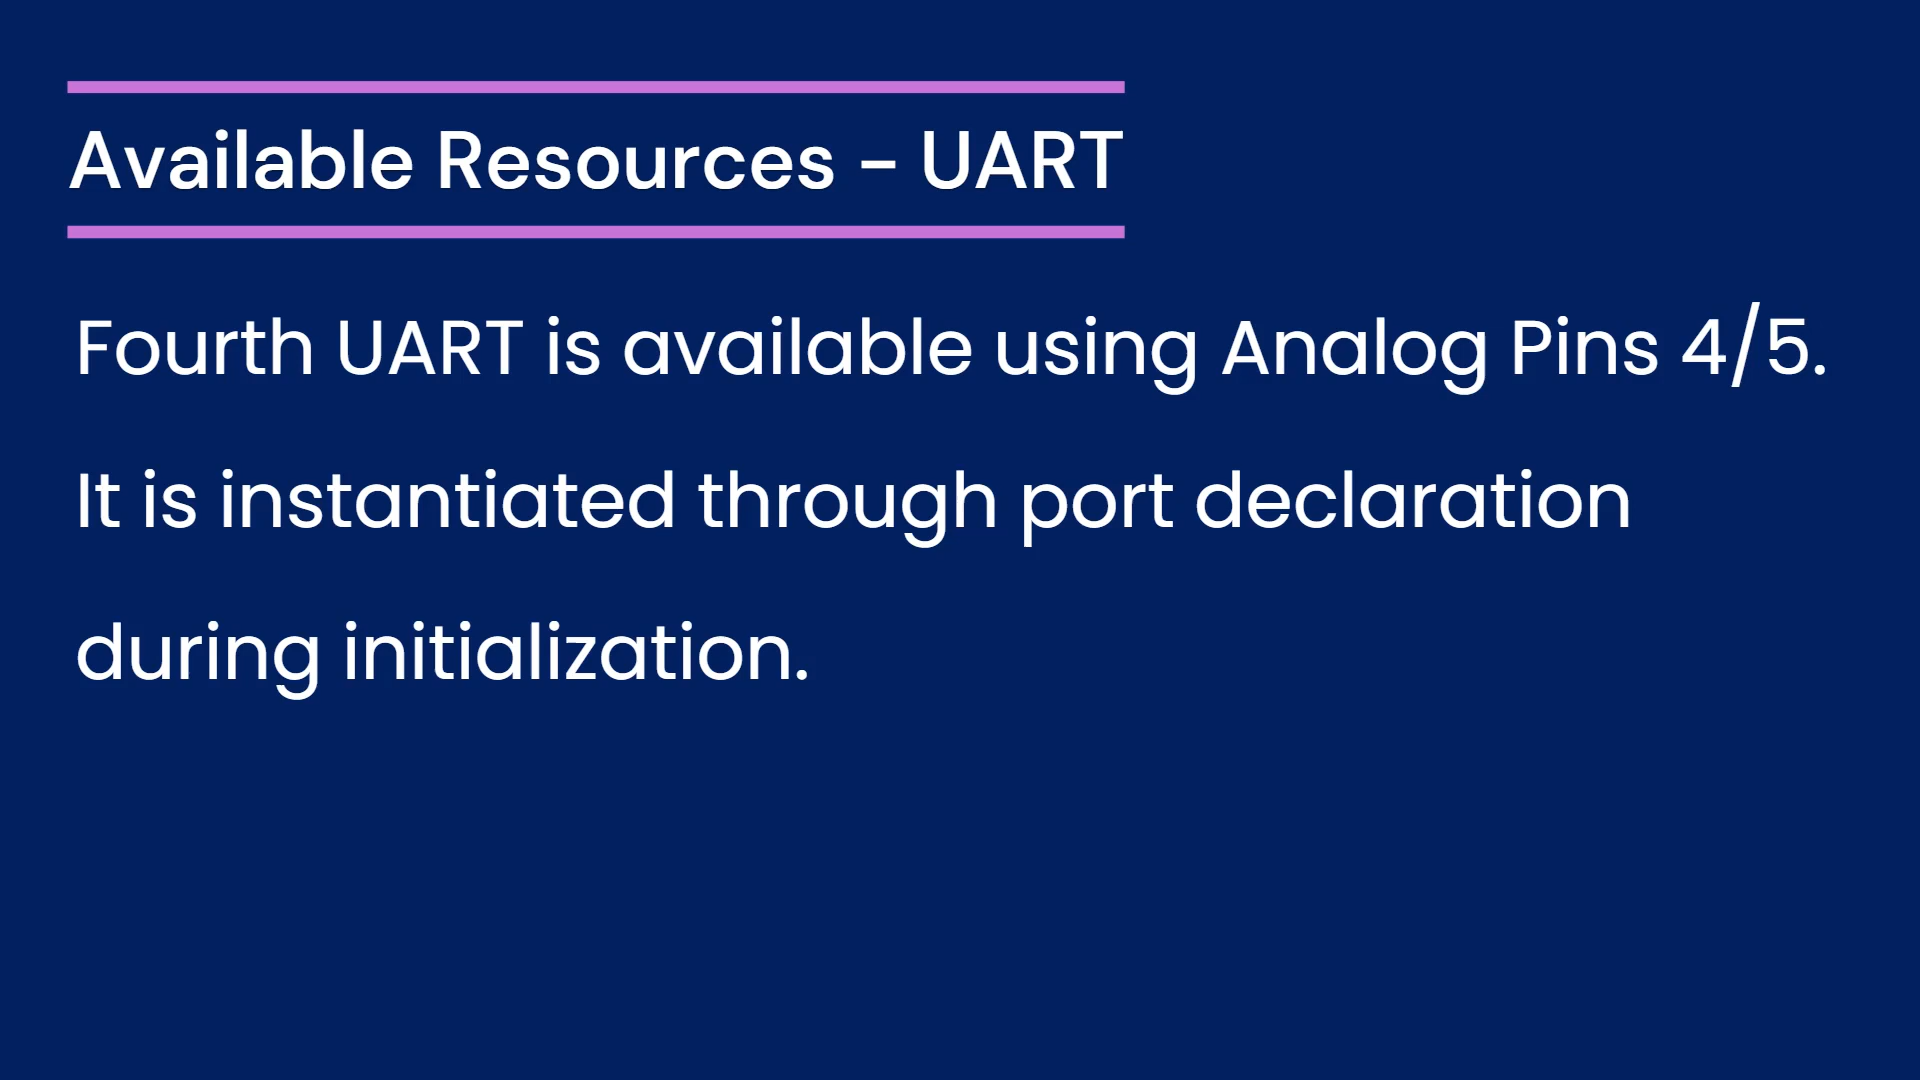 Available Resources - UART
Fourth UART is available using Analog Pins 4/5.
It is instantiated through port declaration
during initialization.